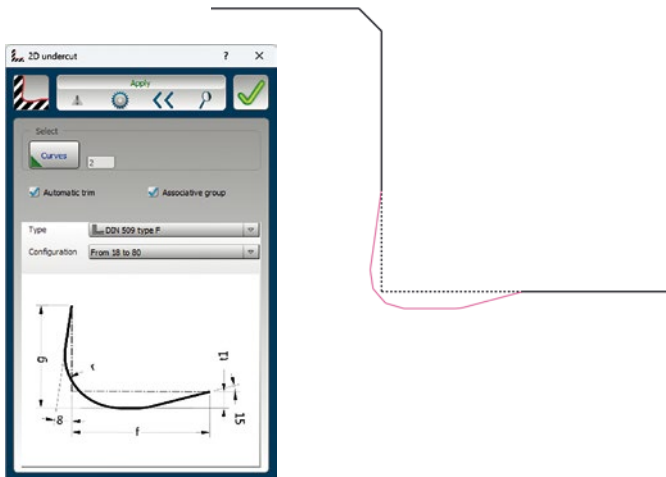 2D undercut
?
Apply
Select
Curves
2
Automatic trim
Associative group
Type
DIN 509 type F
Configuration
From 18 to 80
g
r
t1
8
15
f